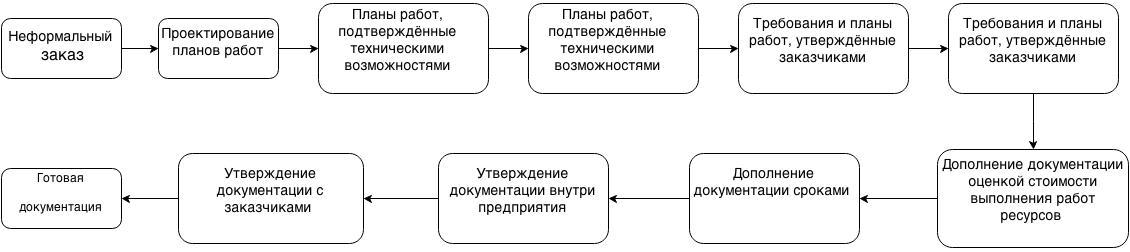 Неформальный
заказ
Проектирование
планов работ
Планы работ,
подтверждённые
техническими
возможностями
Планы работ,
подтверждённые
техническими
возможностями
Требования и планы
работ, утверждённые
заказчиками
Требования и планы
работ, утверждённые
заказчиками
Дополнение документации
оценкой стоимости
выполнения работ
ресурсов
Дополнение
документации сроками
Утверждение
документации внутри
предприятия
Утверждение
документации с
заказчиками
Готовая
документация